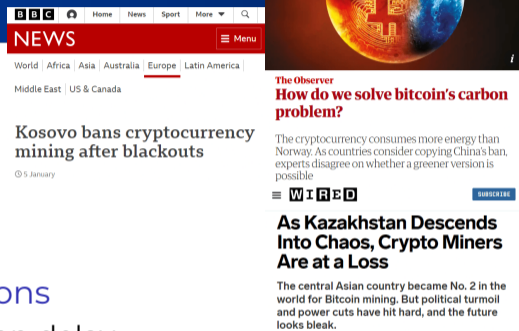 BBC Home News Sport More
NEWS Menu
World Africa Asia Australia Europe Latin America
Middle East US & Canada
Kosovo bans cryptocurrency
mining after blackouts
5 January
ons
i
The Observer
How do we solve bitcoin's carbon
problem?
The cryptocurrency consumes more energy than
Norway. As countries consider copying China's ban,
experts disagree on whether a greener version is
possible
WIRED SUBSCRIBE
As Kazakhstan Descends
Into Chaos, Crypto Miners
Are at a Loss
The central Asian country became No. 2 in the
world for Bitcoin mining. But political turmoil
and power cuts have hit hard, and the future
looks bleak.